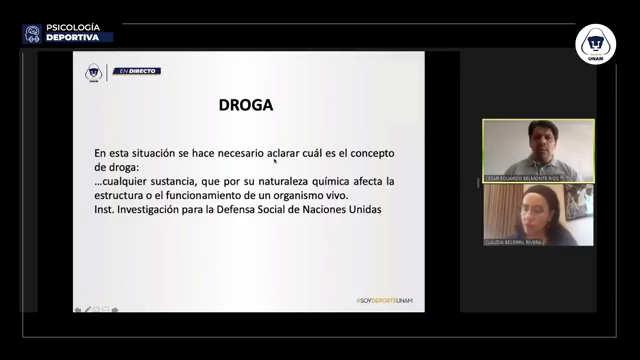 PSICOLOGÍA
DEPORTIVA
UNAM
UNAM
EN DIRECTO
DROGA
En esta situación se hace necesario aclarar cuál es el concepto
de droga:
...cualquier sustancia, que por su naturaleza química afecta la
estructura o el funcionamiento de un organismo vivo.
Inst. Investigación para la Defensa Social de Naciones Unidas
CESAR EDUARDO BELMONTE RIOS
CLAUDIA BECERRIL RIVERA
#SOYDEPORTEUNAM